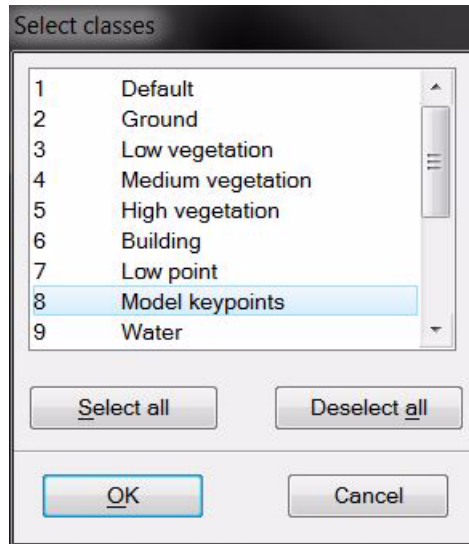 Select classes
1 Default
2 Ground
3 Low vegetation
4 Medium vegetation
5 High vegetation
6 Building
7 Low point
8 Model keypoints
9 Water
Select all Deselect all
OK Cancel